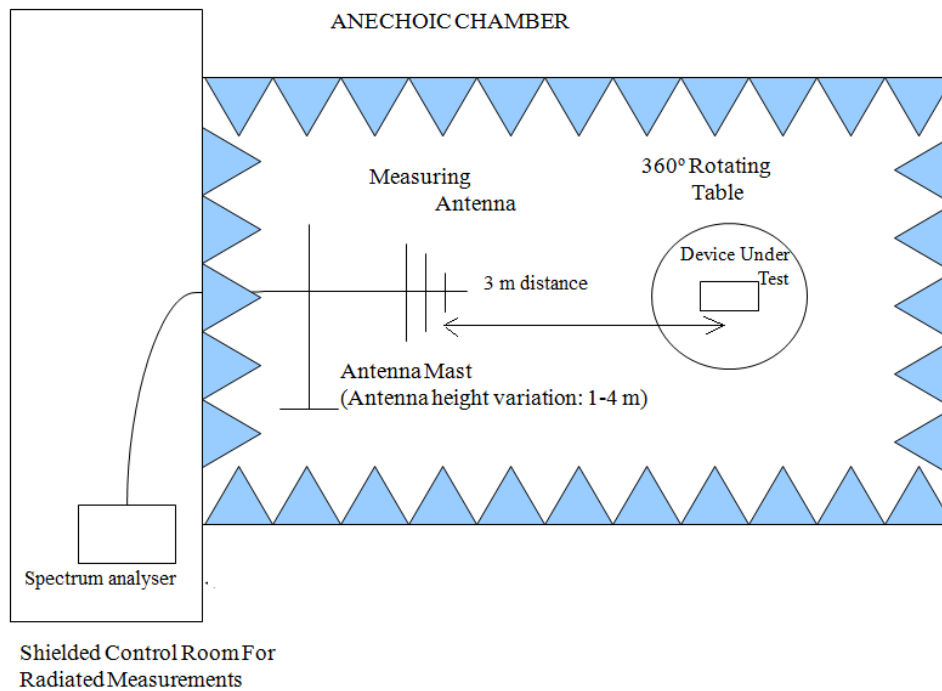 ANECHOIC CHAMBER
360° Rotating
Table
Measuring
Antenna
Device Under
Test
3 m distance
Antenna Mast
(Antenna height variation: 1-4 m)
Spectrum analyser
Shielded Control Room For
Radiated Measurements